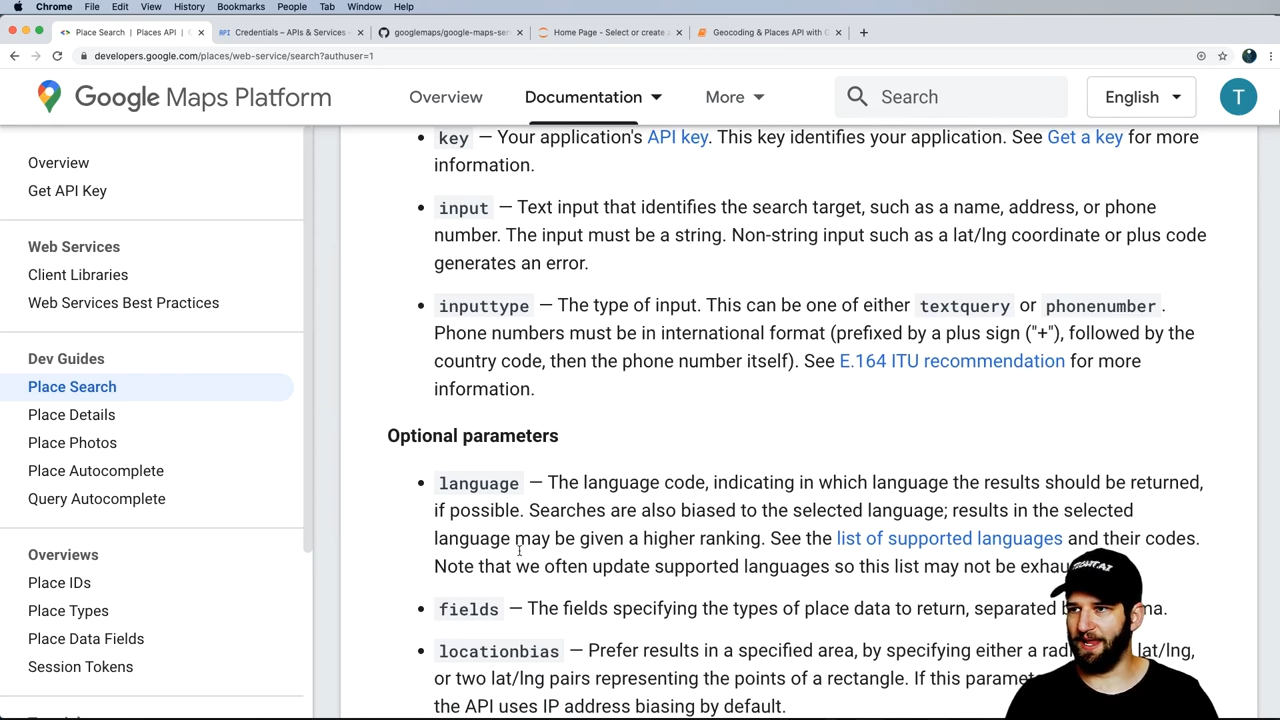 Chrome File Edit View History Bookmarks People Tab Window Help
Place Search | Places API | Credentials – APIs & Services googlemaps/google-maps-ser Home Page - Select or create Geocoding & Places API with
developers.google.com/places/web-service/search?authuser=1
Google Maps Platform Overview Documentation More Search English T
Overview
Get API Key
Web Services
Client Libraries
Web Services Best Practices
Dev Guides
Place Search
Place Details
Place Photos
Place Autocomplete
Query Autocomplete
Overviews
Place IDs
Place Types
Place Data Fields
Session Tokens
key — Your application's API key. This key identifies your application. See Get a key for more
information.
input — Text input that identifies the search target, such as a name, address, or phone
number. The input must be a string. Non-string input such as a lat/lng coordinate or plus code
generates an error.
inputtype — The type of input. This can be one of either textquery or phonenumber.
Phone numbers must be in international format (prefixed by a plus sign ("+"), followed by the
country code, then the phone number itself). See E.164 ITU recommendation for more
information.
Optional parameters
language — The language code, indicating in which language the results should be returned,
if possible. Searches are also biased to the selected language; results in the selected
language may be given a higher ranking. See the list of supported languages and their codes.
Note that we often update supported languages so this list may not be
fields — The fields specifying the types of place data to return, separated
locationbias — Prefer results in a specified area, by specifying either a lat/lng,
or two lat/lng pairs representing the points of a rectangle. If this
the API uses IP address biasing by default.